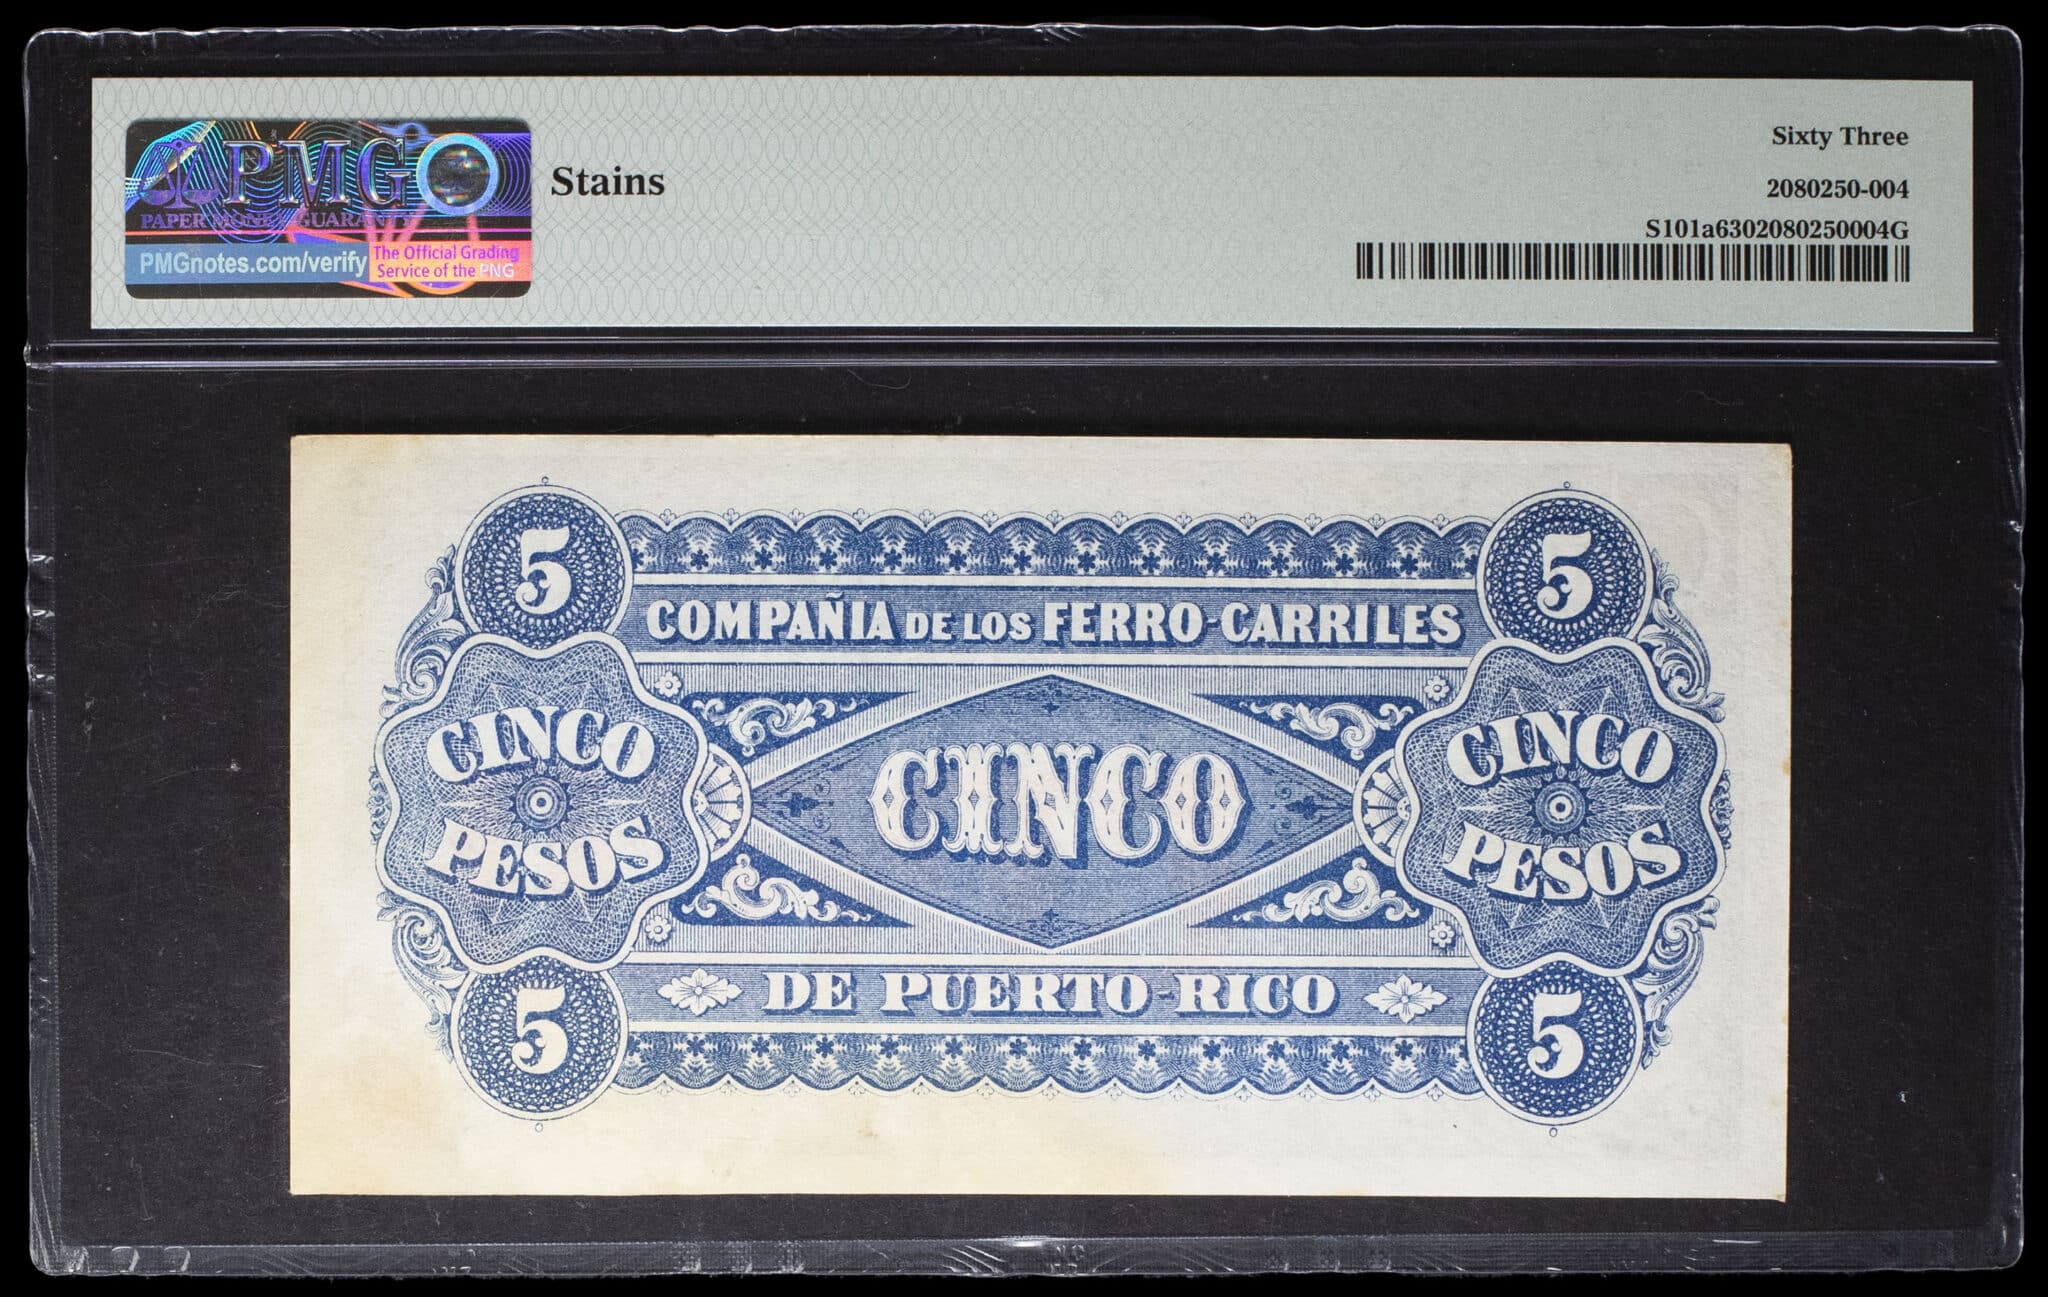 PMG
PAPER MONEY GUARANTY
PMGnotes.com/verify
The Official Grading
Service of the PNG
Stains
Sixty Three
2080250-004
S101a6302080250004G
5
5
COMPAÑIA DE LOS FERRO-CARRILES
CINCO
PESOS
CINCO
CINCO
PESOS
DE PUERTO-RICO
5
5